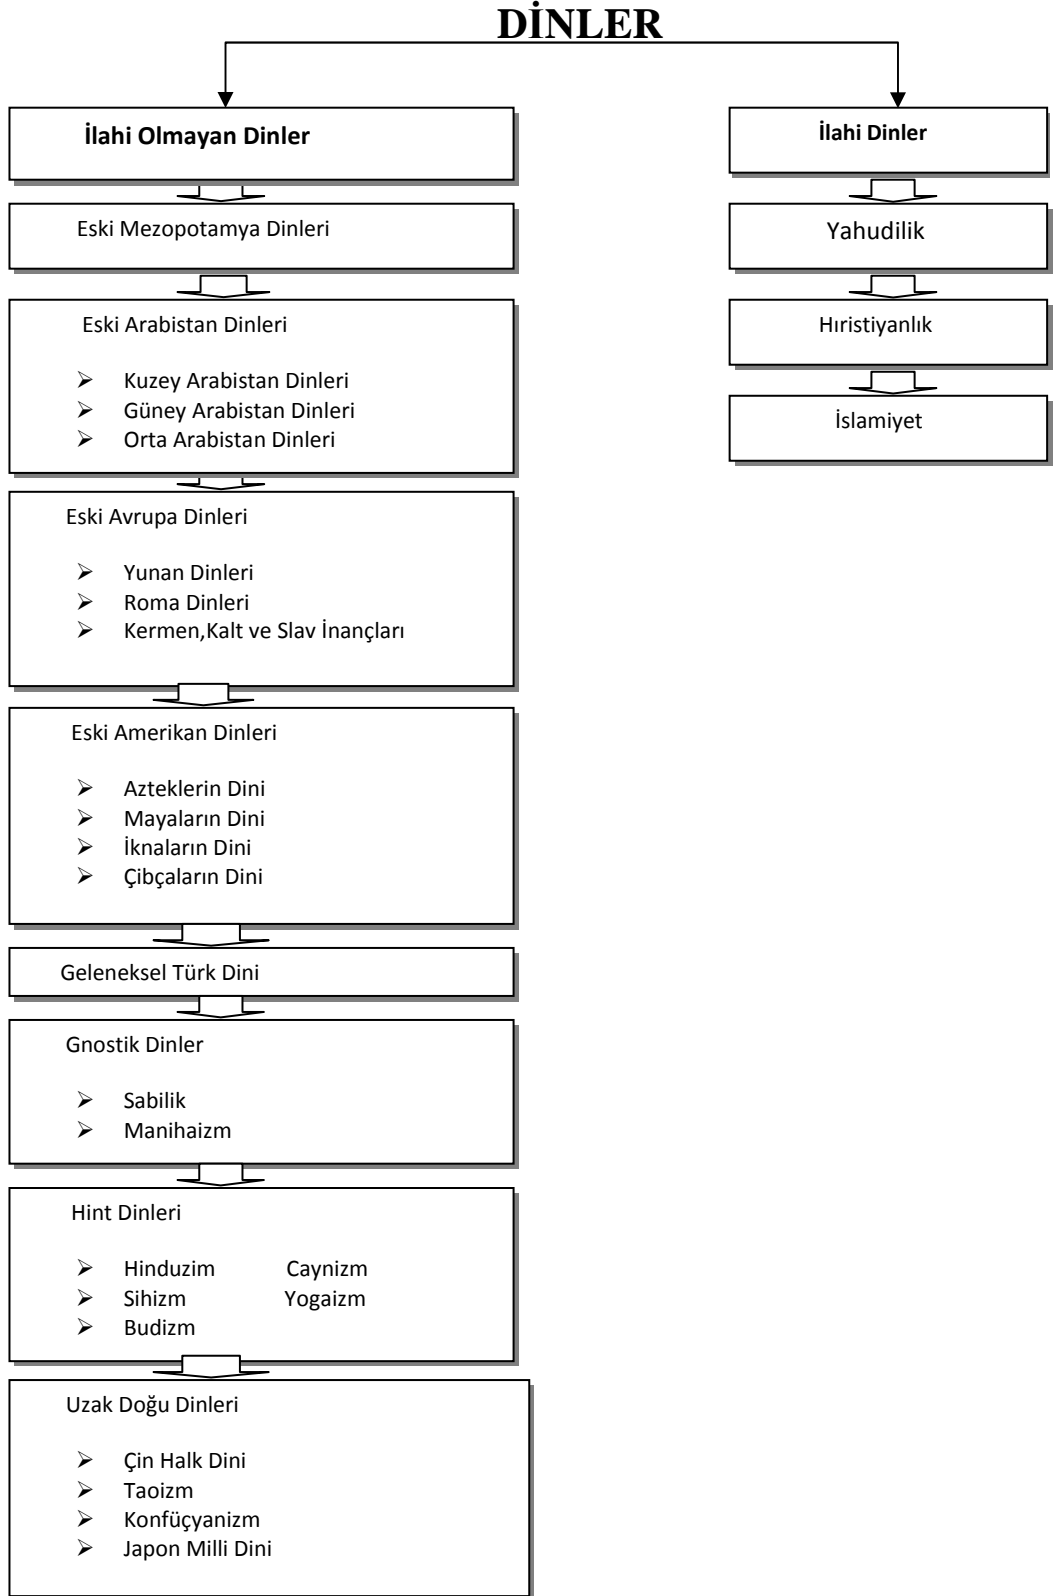 DİNLER
İlahi Olmayan Dinler
Eski Mezopotamya Dinleri
Eski Arabistan Dinleri
Kuzey Arabistan Dinleri
Güney Arabistan Dinleri
Orta Arabistan Dinleri
Eski Avrupa Dinleri
Yunan Dinleri
Roma Dinleri
Kermen,Kalt ve Slav İnançları
Eski Amerikan Dinleri
Azteklerin Dini
Mayaların Dini
İknaların Dini
Çibçaların Dini
Geleneksel Türk Dini
Gnostik Dinler
Sabilik
Manihaizm
Hint Dinleri
Hinduzim Caynizm
Sihizm Yogaizm
Budizm
Uzak Doğu Dinleri
Çin Halk Dini
Taoizm
Konfüçyanizm
Japon Milli Dini
İlahi Dinler
Yahudilik
Hıristiyanlık
İslamiyet